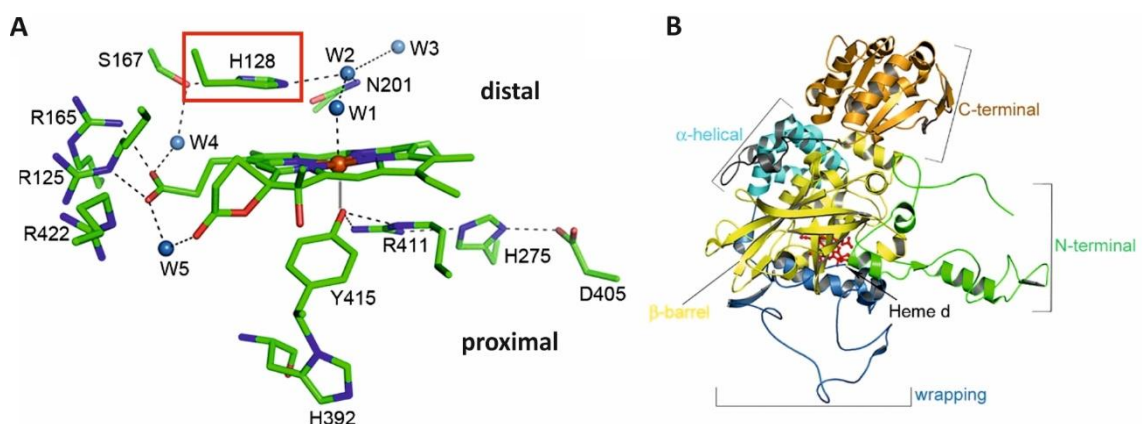 A
S167
H128
W2
W3
N201
distal
R165
W1
W4
R125
R422
W5
R411
H275
Y415
D405
proximal
H392
B
C-terminal
α-helical
N-terminal
β-barrel
Heme d
wrapping